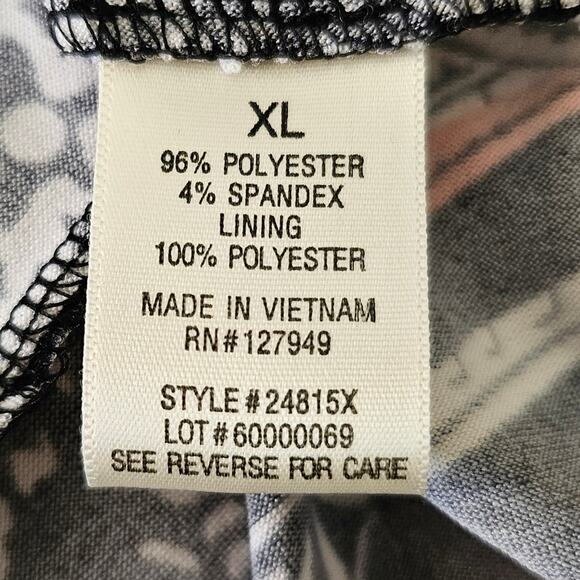 XL
96% POLYESTER
4% SPANDEX
LINING
100% POLYESTER
MADE IN VIETNAM
RN#127949
STYLE#24815X
LOT#60000069
SEE REVERSE FOR CARE